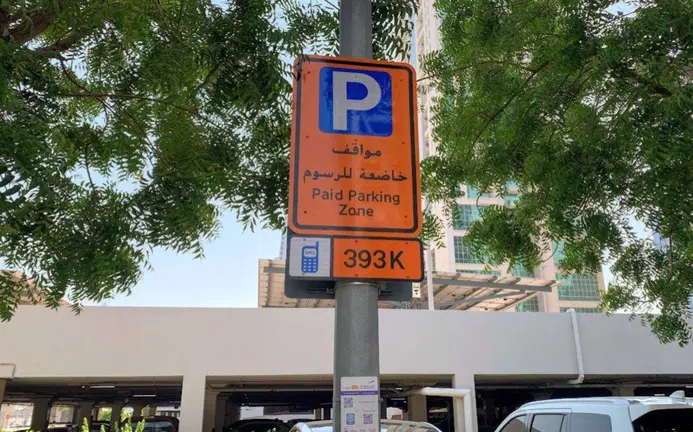 P
مواقف
خاضعة للرسوم
Paid Parking
Zone
393K